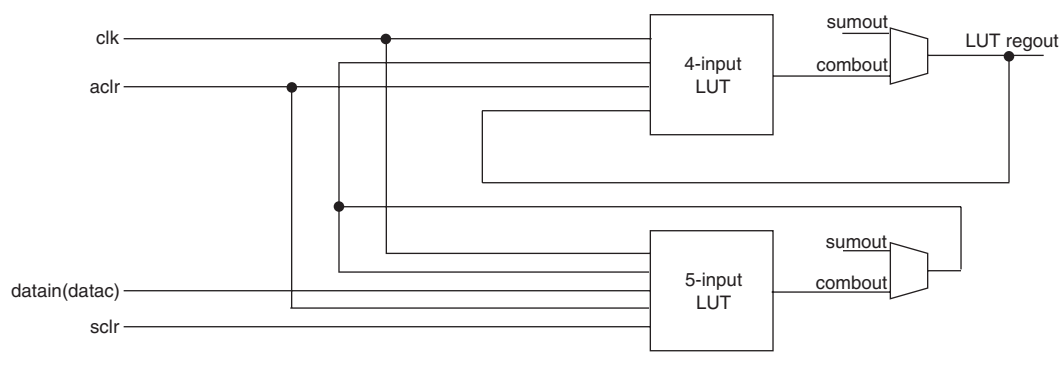 clk
aclr
4-input
LUT
sumout
combout
LUT regout
datain(datac)
sclr
5-input
LUT
sumout
combout